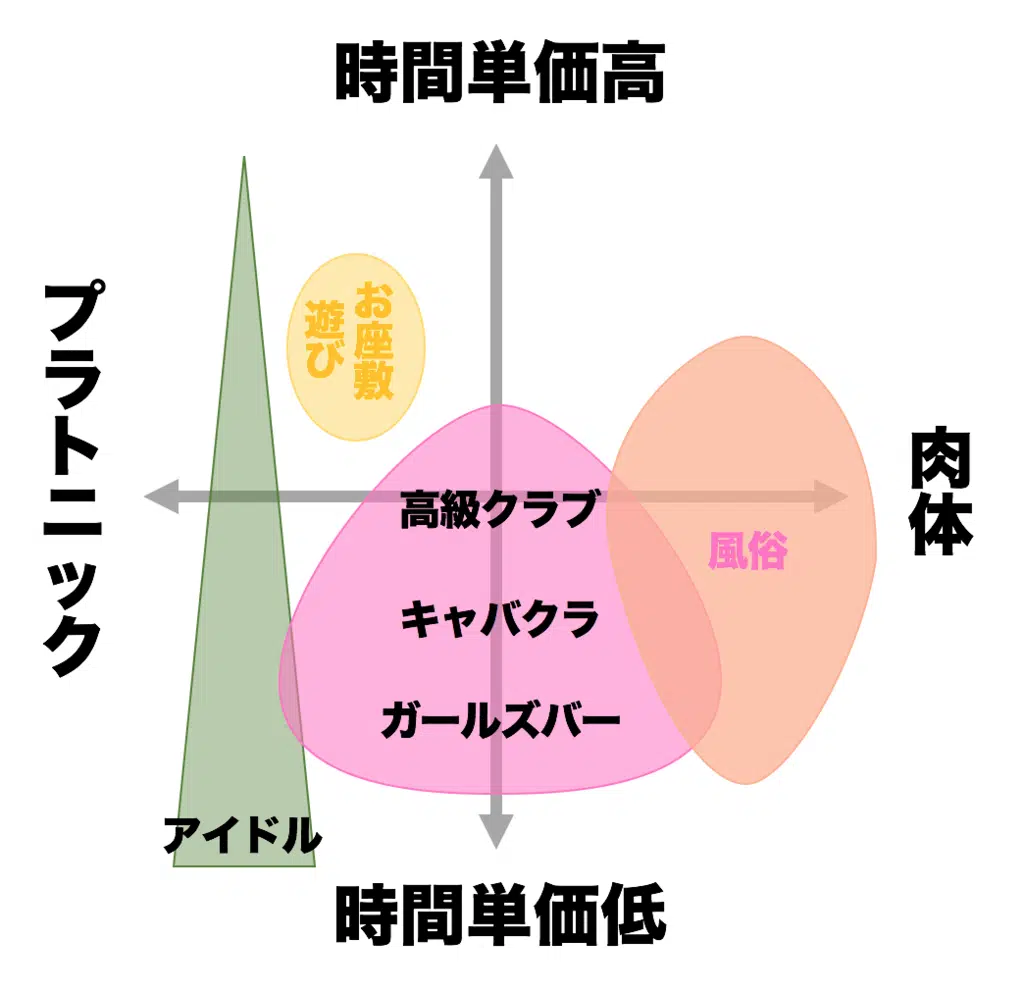 時間単価高
プラトニック
お座敷
遊び
肉体
高級クラブ
風俗
キャバクラ
ガールズバー
アイドル
時間単価低